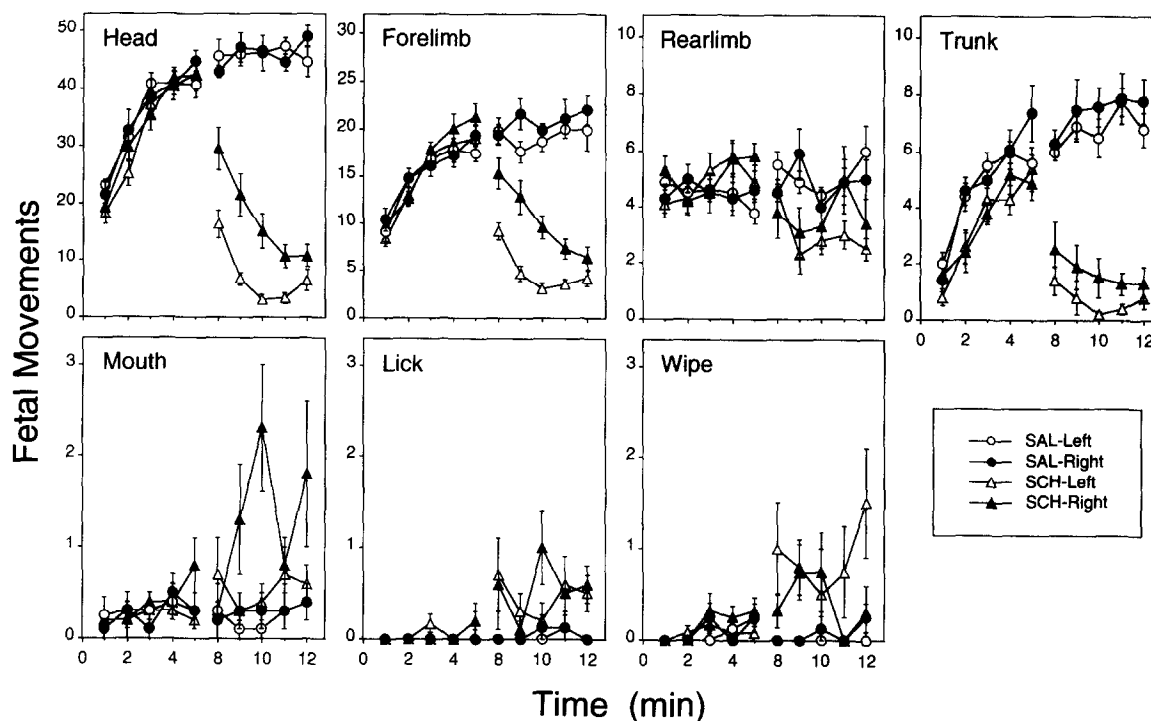 Fetal Movements
Head
50
40
30
20
10
0
Forelimb
30
25
20
15
10
5
0
Rearlimb
10
8
6
4
2
0
Trunk
10
8
6
4
2
0
0 2 4 6 8 10 12
Mouth
3
2
1
0
0 2 4 6 8 10 12
Lick
3
2
1
0
0 2 4 6 8 10 12
Wipe
3
2
1
0
0 2 4 6 8 10 12
SAL-Left
SAL-Right
SCH-Left
SCH-Right
Time (min)